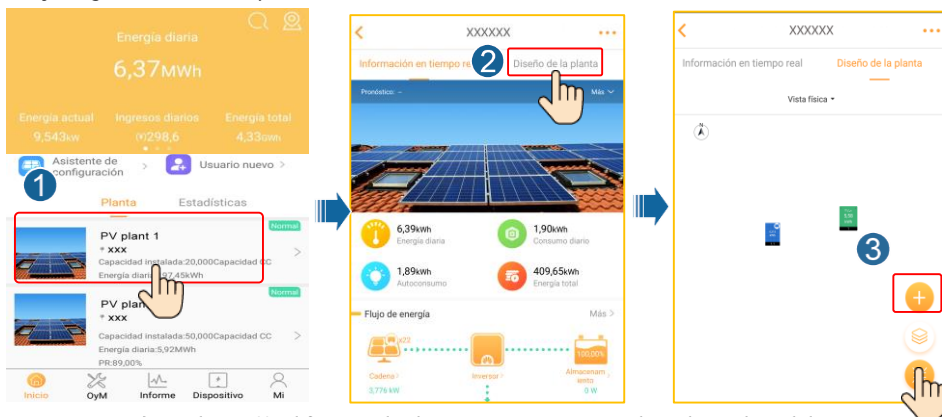 Energía diaria
6,37MWh
Energía actual Ingresos diarios Energía total
9,543kW (Y)298,6 4,33GWh
Asistente de configuración > Usuario nuevo >
1
Planta Estadísticas
PV plant 1 Normal
* XXX
Capacidad instalada:20,000Capacidad CC >
Energía diaria: 97,45kWh
PV plan Normal
* XXX
Capacidad instalada:50,000Capacidad CC >
Energía diaria:5,92MWh
PR:89,00%
Inicio OyM Informe Dispositivo Mi
< XXXXXX
Información en tiempo re 2 Diseño de la planta
Pronóstico: -- Más
6,39kWh 1,90kWh
Energía diaria Consumo diario
1,89kWh 409,65kWh
Autoconsumo Energía total
Flujo de energía Más >
x22
100,00%
Cadena > Inversor > Almacenamiento >
3,776 kW 0 W
< XXXXXX
Información en tiempo real Diseño de la planta
Vista física
N
3
+